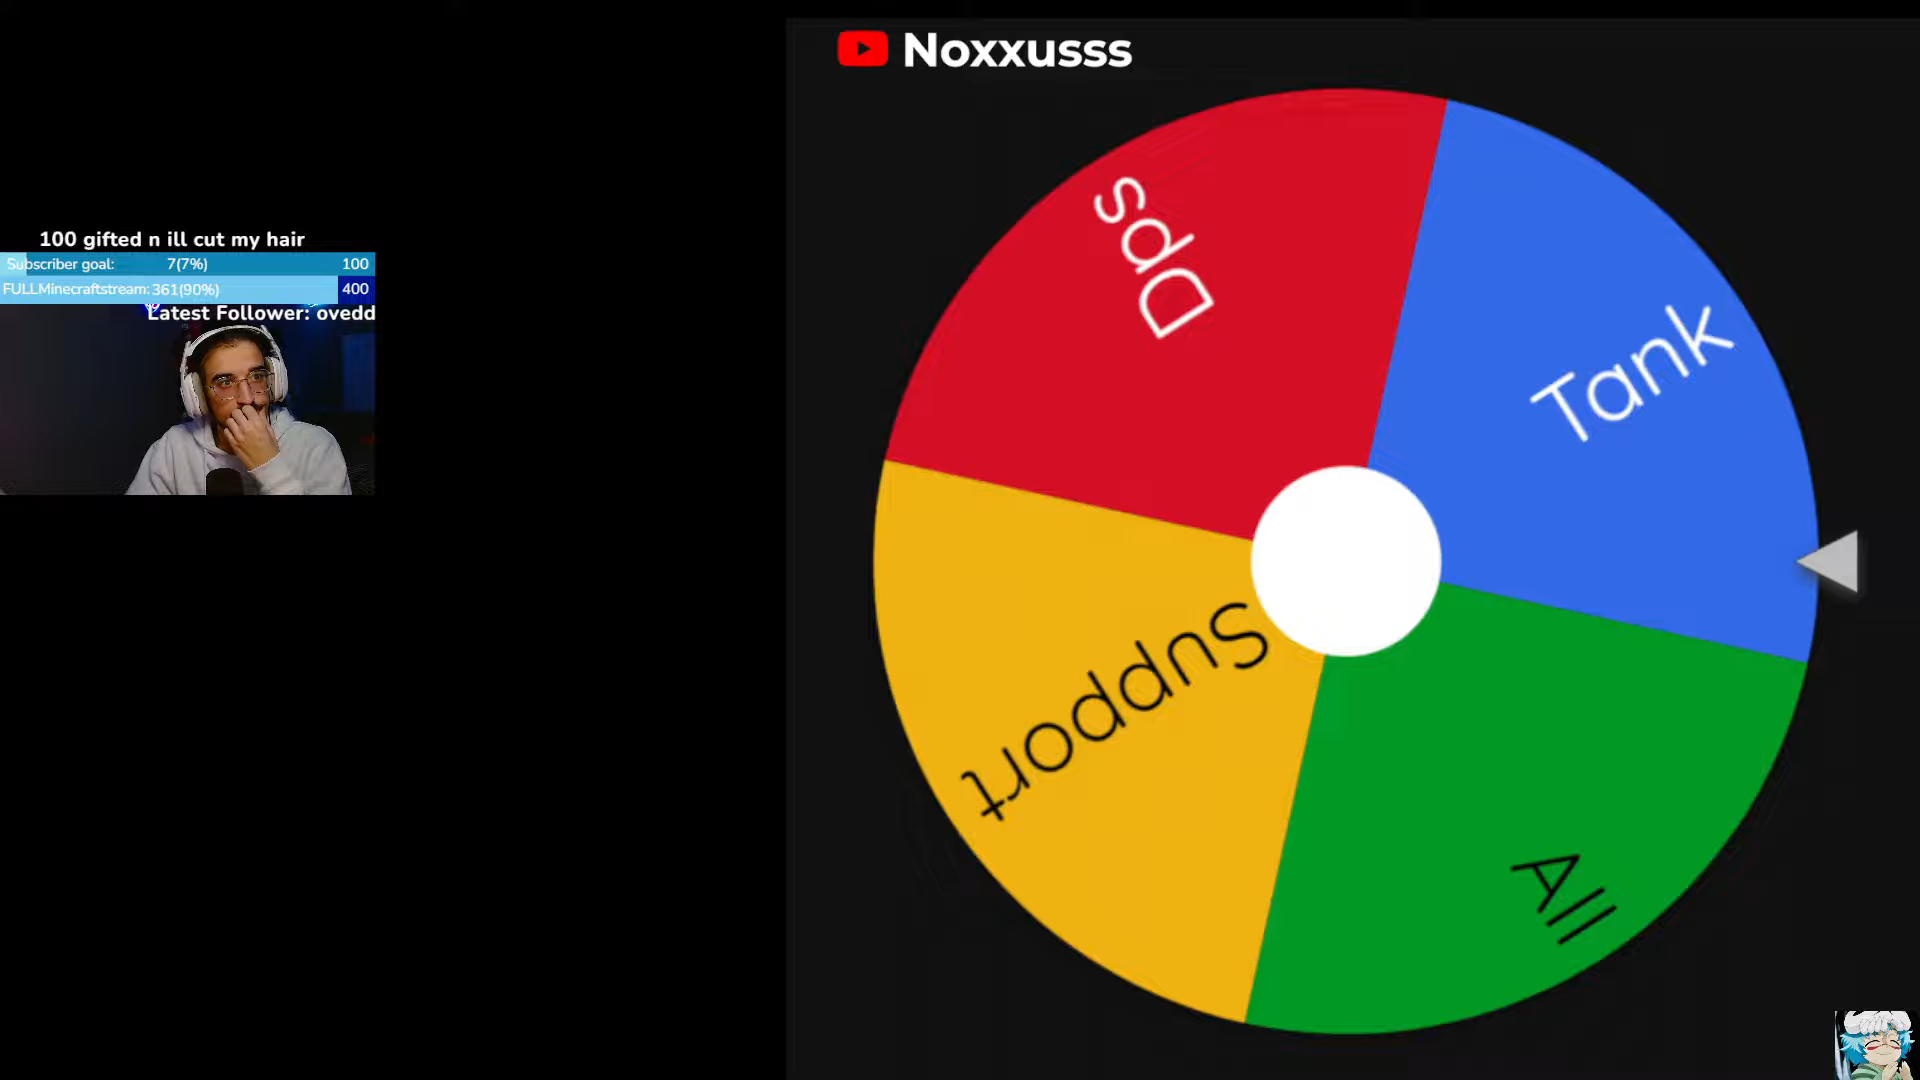 Noxxusss
100 gifted n ill cut my hair
Subscriber goal: 7(7%) 100
FULLMinecraftstream: 361(90%) 400
Latest Follower: ovedd
Dps
Tank
Support
All